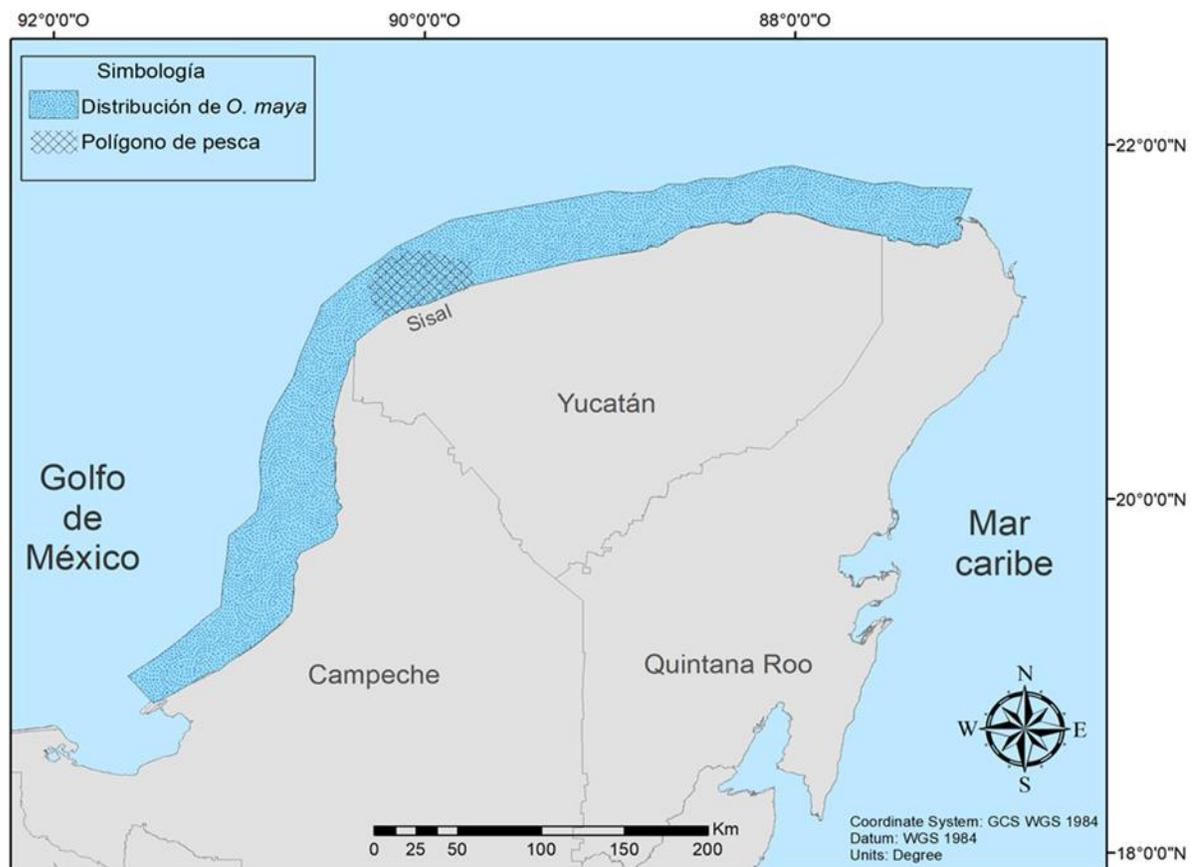 92°0'0"O
90°0'0"O
88°0'0"O
Simbología
Distribución de O. maya
Polígono de pesca
22°0'0"N
Sisal
Yucatán
Golfo
de
México
20°0'0"N
Mar
caribe
Campeche
Quintana Roo
N
W
E
S
Km
0 25 50 100 150 200
Coordinate System: GCS WGS 1984
Datum: WGS 1984
Units: Degree
18°0'0"N